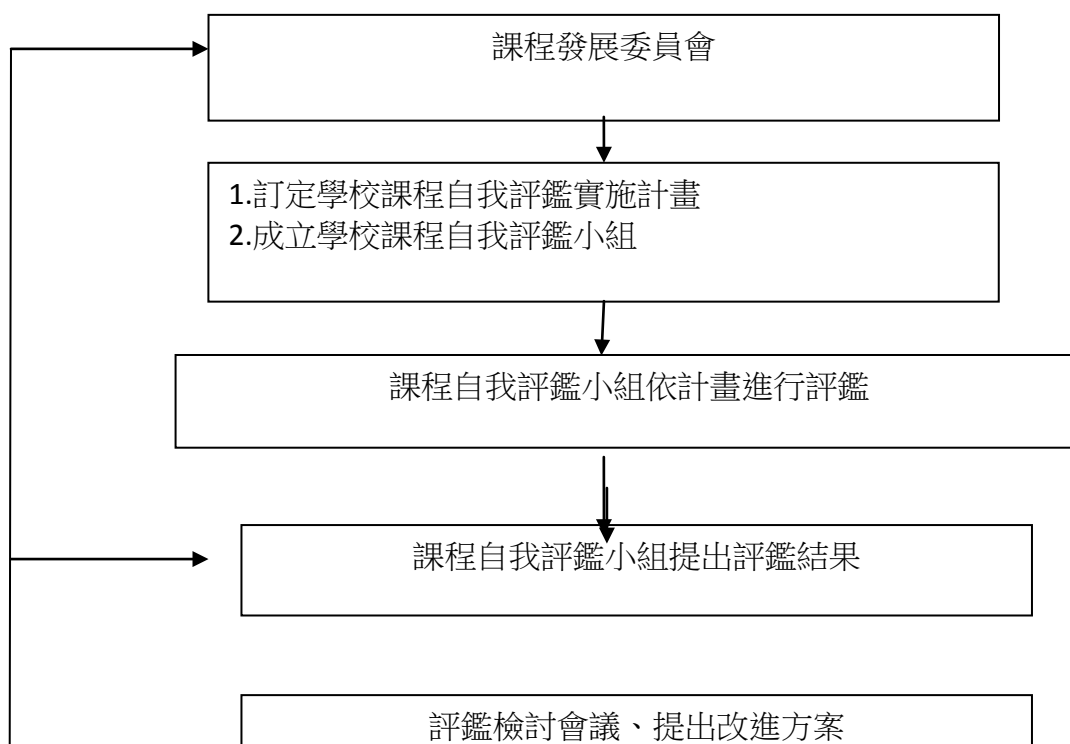 課程發展委員會
1.訂定學校課程自我評鑑實施計畫
2.成立學校課程自我評鑑小組
課程自我評鑑小組依計畫進行評鑑
課程自我評鑑小組提出評鑑結果
評鑑檢討會議、提出改進方案